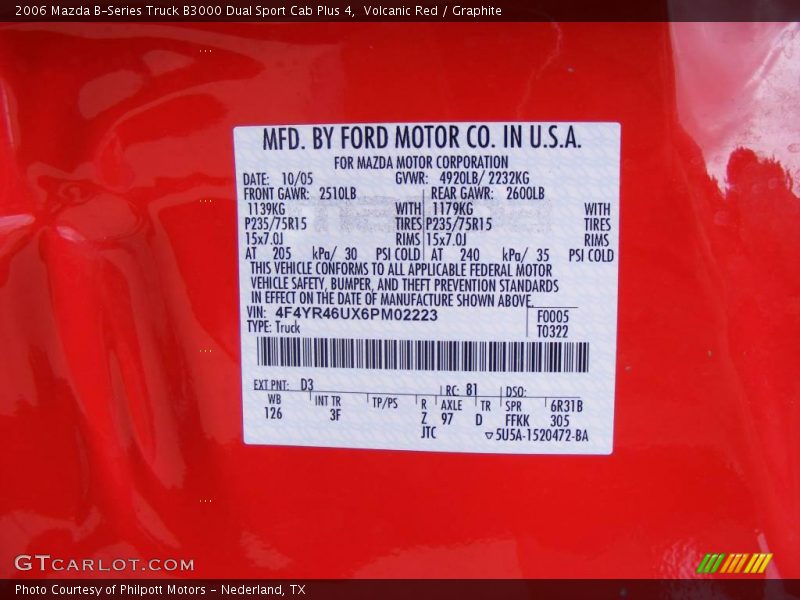 2006 Mazda B-Series Truck B3000 Dual Sport Cab Plus 4,  Volcanic Red / Graphite
MFD. BY FORD MOTOR CO. IN U.S.A.
FOR MAZDA MOTOR CORPORATION
DATE: 10/05 GVWR: 4920LB/ 2232KG
FRONT GAWR: 2510LB REAR GAWR: 2600LB
1139KG WITH 1179KG WITH
P235/75R15 TIRES P235/75R15 TIRES
15x7.0J RIMS 15x7.0J RIMS
AT 205 kPa/ 30 PSI COLD AT 240 kPa/ 35 PSI COLD
THIS VEHICLE CONFORMS TO ALL APPLICABLE FEDERAL MOTOR
VEHICLE SAFETY, BUMPER, AND THEFT PREVENTION STANDARDS
IN EFFECT ON THE DATE OF MANUFACTURE SHOWN ABOVE.
VIN: 4F4YR46UX6PM02223 F0005
TYPE: Truck T0322
EXT PNT: D3 RC: 81 DSO:
WB INT TR TP/PS R AXLE TR SPR 6R31B
126 3F Z 97 D FFKK 305
JTC 5U5A-1520472-BA
GTCARLOT.COM
Photo Courtesy of Philpott Motors - Nederland, TX